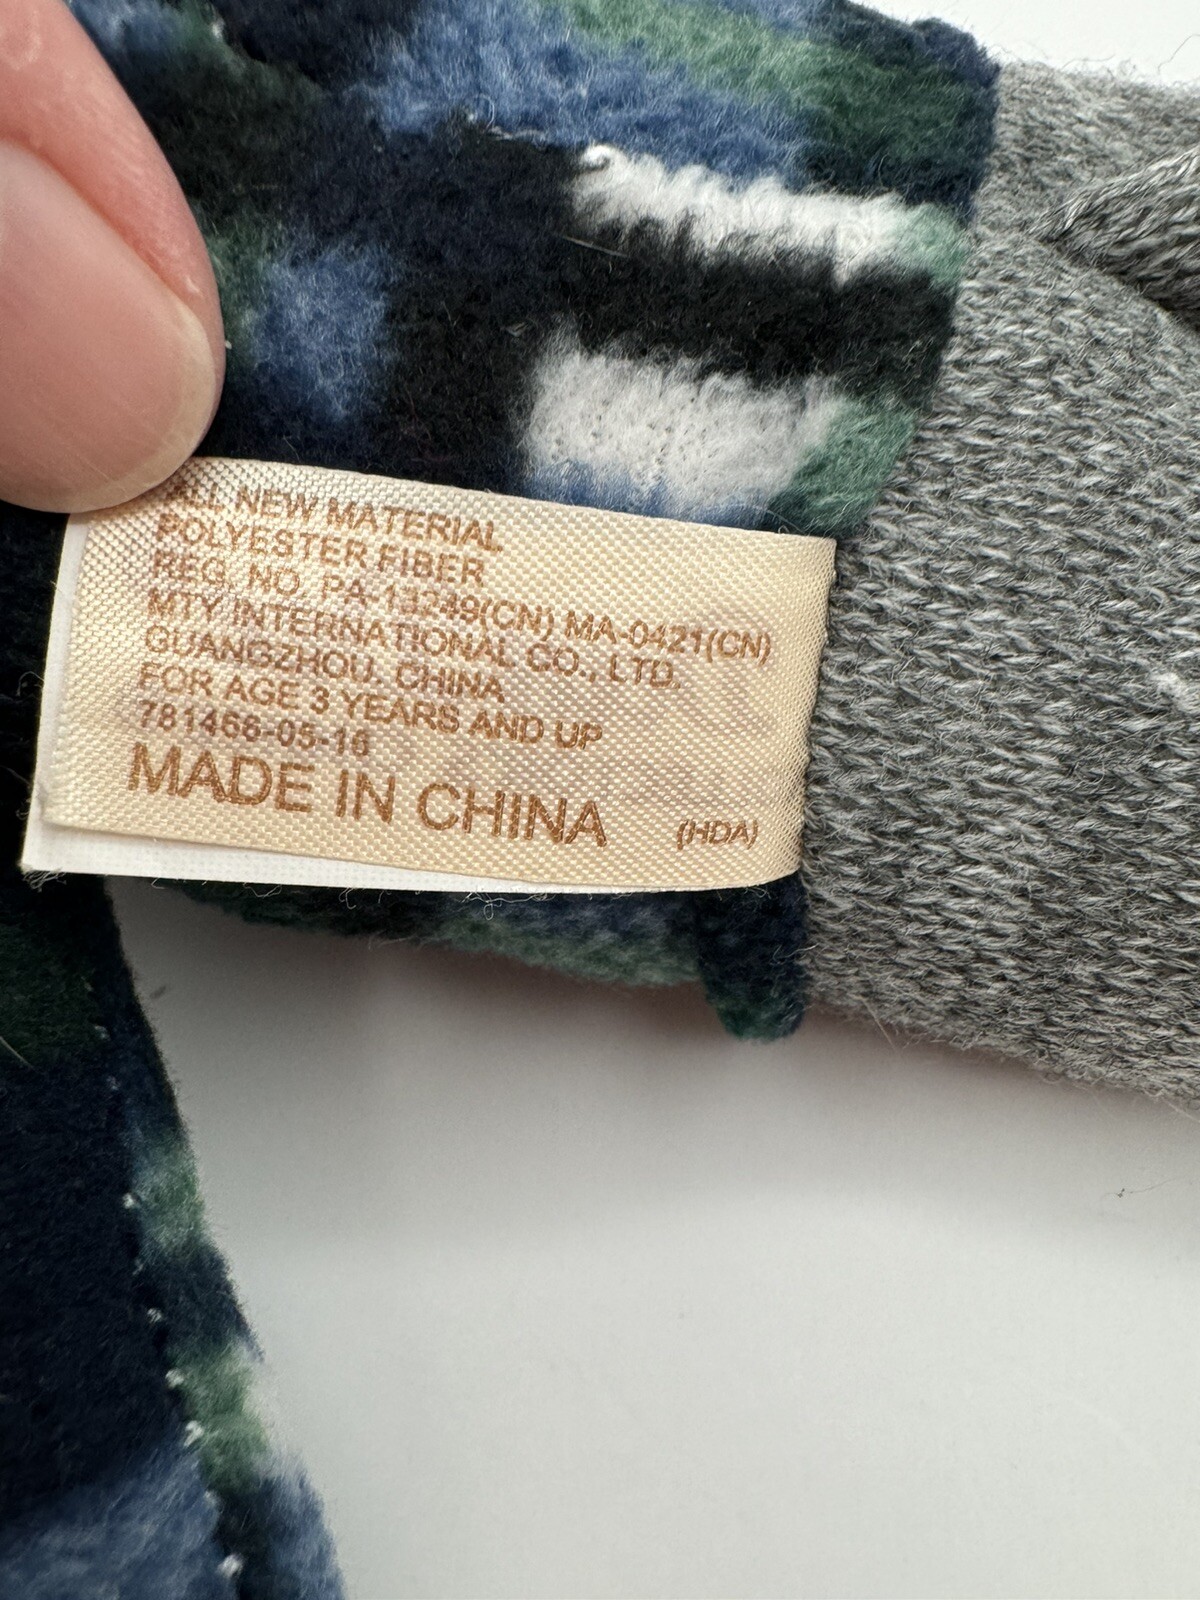 ALL NEW MATERIAL
POLYESTER FIBER
REG. NO. PA-13249(CN) MA-0421(CN)
MTY INTERNATIONAL CO., LTD.
GUANGZHOU, CHINA
FOR AGE 3 YEARS AND UP
781466-05-16
MADE IN CHINA (HDA)